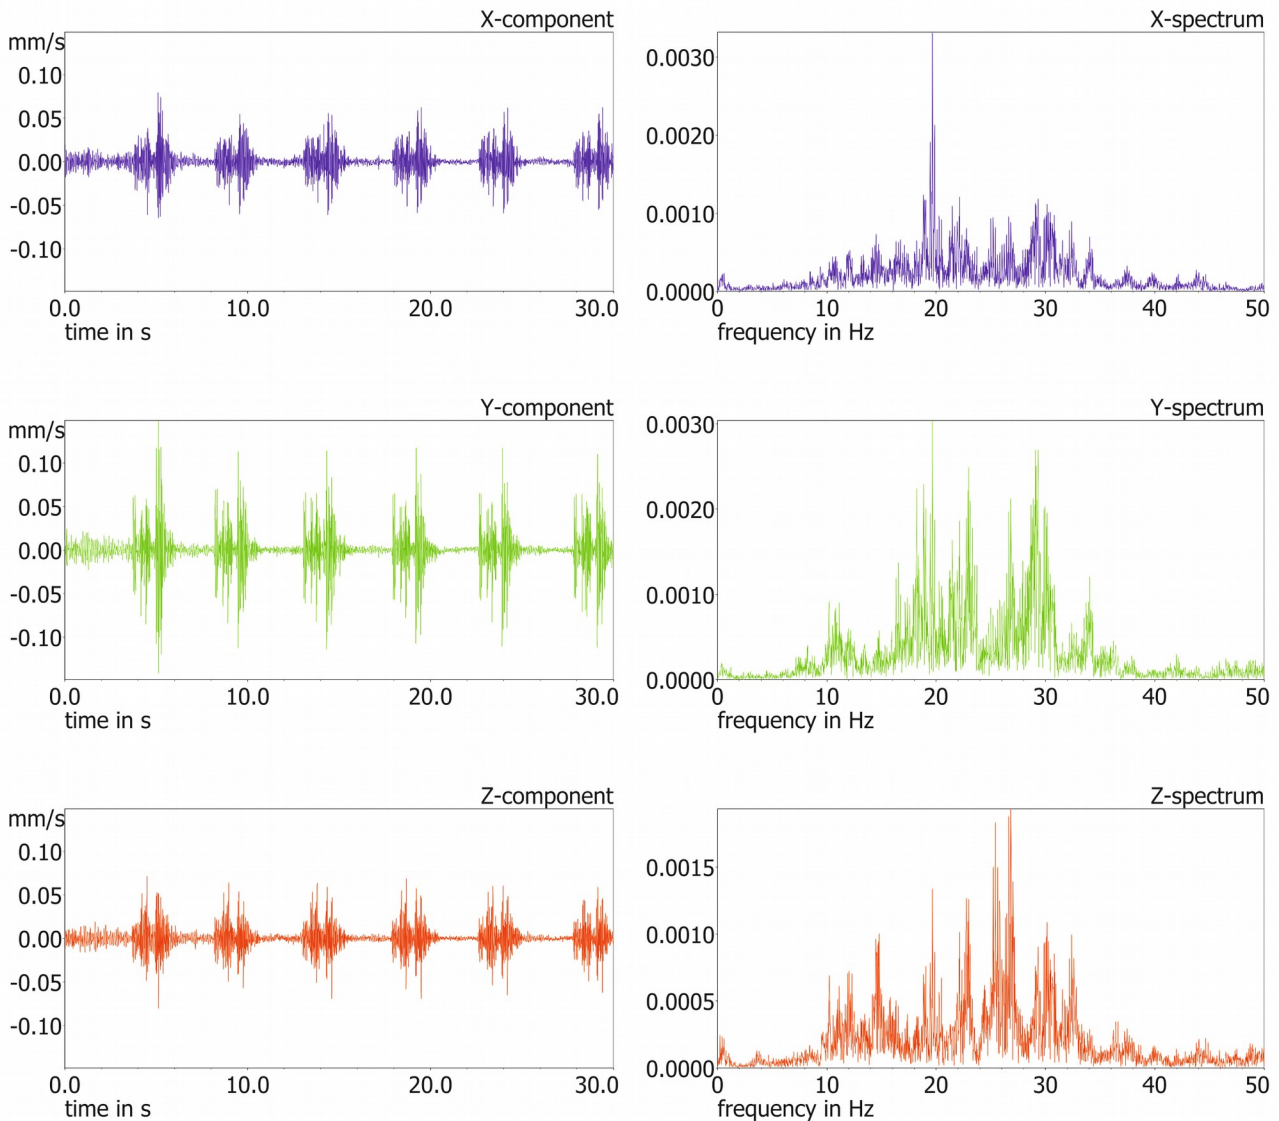 X-component
mm/s
0.10
0.05
0.00
-0.05
-0.10
0.0 10.0 20.0 30.0
time in s
X-spectrum
0.0030
0.0020
0.0010
0.0000
0 10 20 30 40 50
frequency in Hz
Y-component
mm/s
0.10
0.05
0.00
-0.05
-0.10
0.0 10.0 20.0 30.0
time in s
Y-spectrum
0.0030
0.0020
0.0010
0.0000
0 10 20 30 40 50
frequency in Hz
Z-component
mm/s
0.10
0.05
0.00
-0.05
-0.10
0.0 10.0 20.0 30.0
time in s
Z-spectrum
0.0015
0.0010
0.0005
0.0000
0 10 20 30 40 50
frequency in Hz